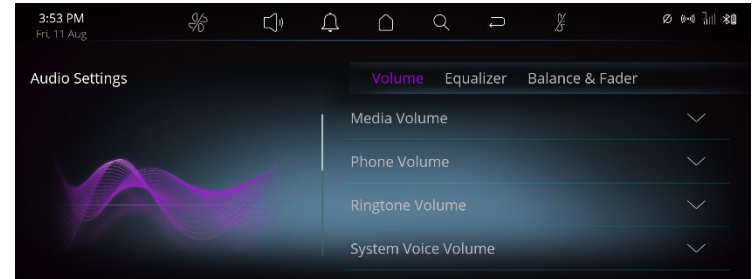 3:53 PM
Fri, 11 Aug
Audio Settings
Volume Equalizer Balance & Fader
Media Volume
Phone Volume
Ringtone Volume
System Voice Volume